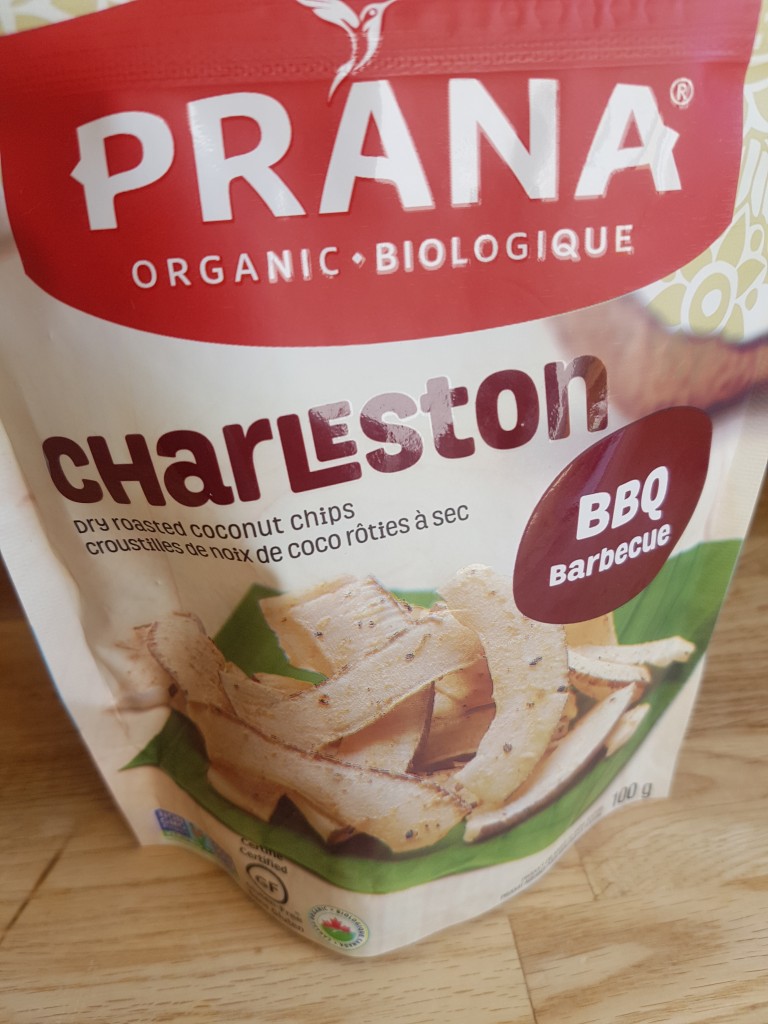 PRANA®
ORGANIC • BIOLOGIQUE
CHarLEston
Dry roasted coconut chips
croustilles de noix de coco rôties à sec
BBQ
Barbecue
100 g
Certified
GF